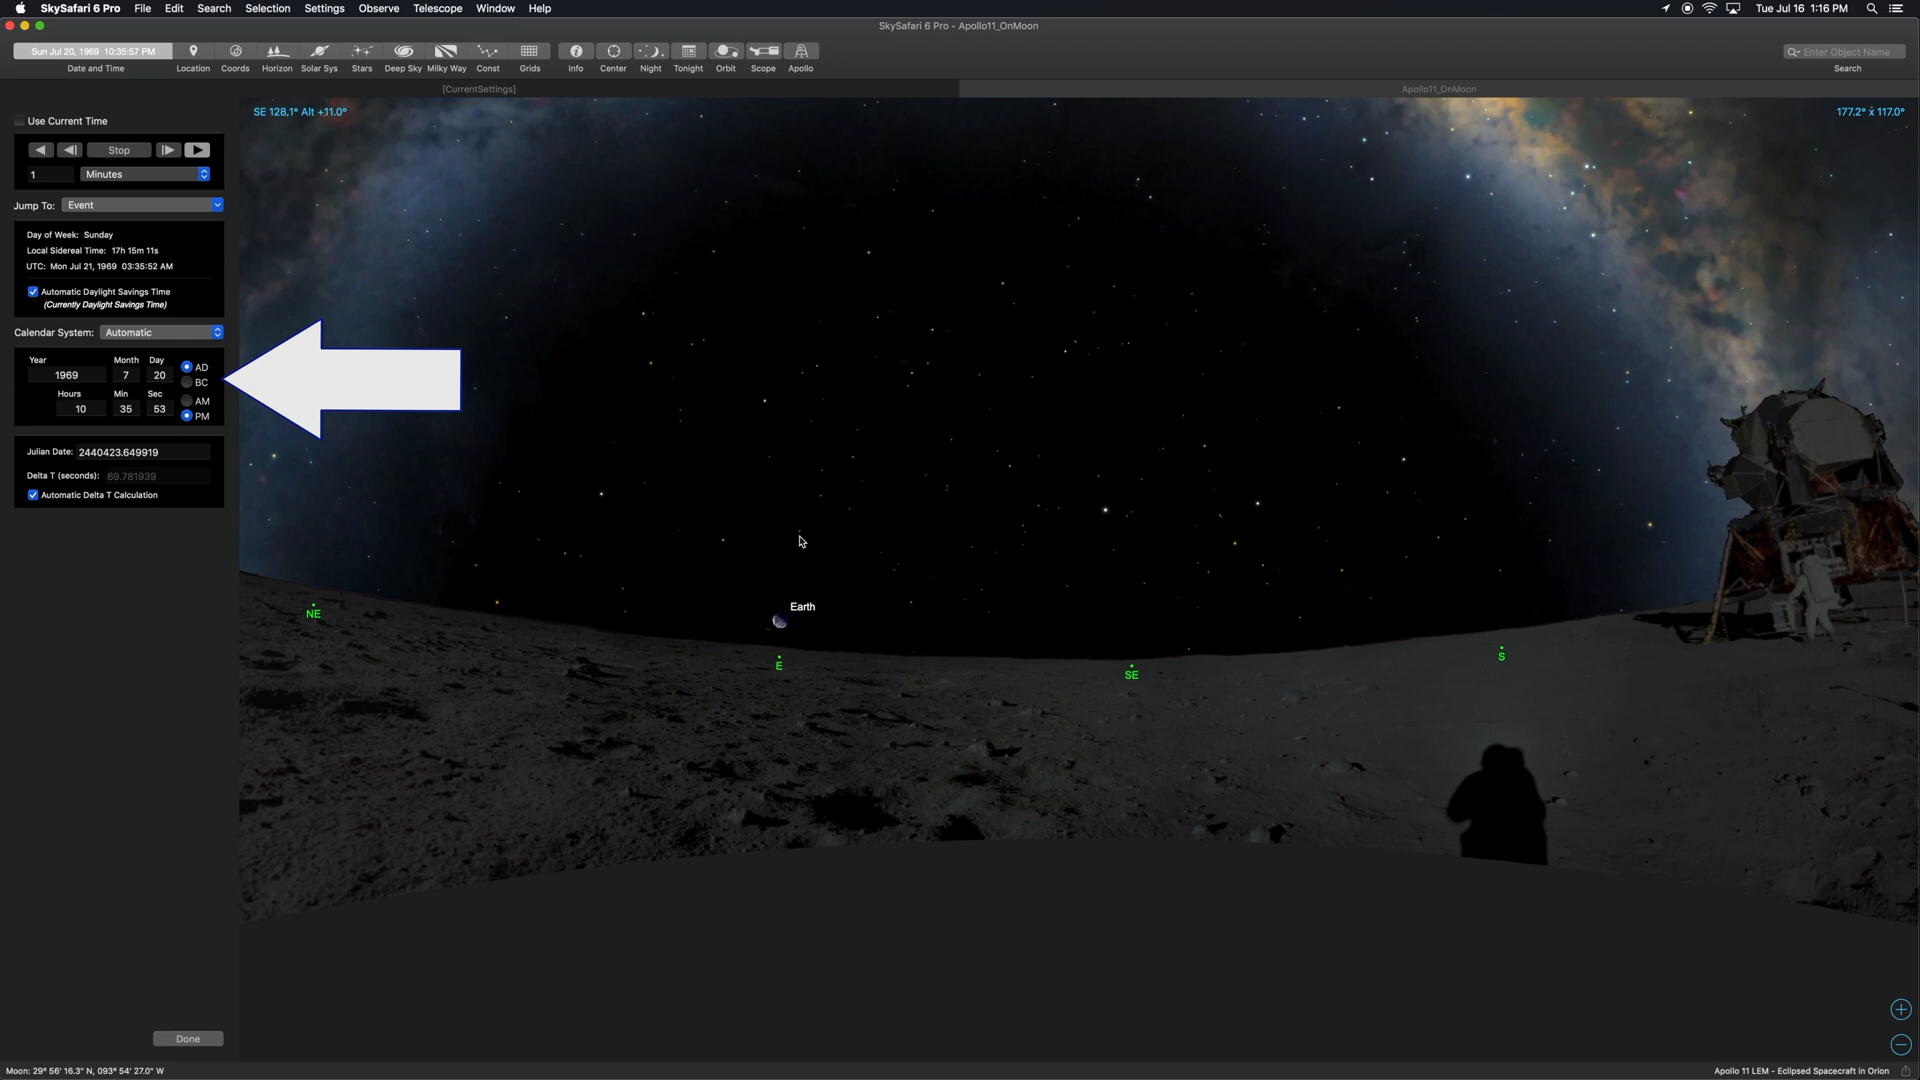 SkySafari 6 Pro File Edit Search Selection Settings Observe Telescope Window Help Tue Jul 16 1:16 PM
SkySafari 6 Pro - Apollo11_OnMoon
Sun Jul 20, 1969 10:35:57 PM Enter Object Name
Date and Time Location Coords Horizon Solar Sys Stars Deep Sky Milky Way Const Grids Info Center Night Tonight Orbit Scope Apollo Search
[CurrentSettings] Apollo11_OnMoon
SE 128,1° Alt +11.0° 177.2° x 117.0°
Use Current Time
Stop
1 Minutes
Jump To: Event
Day of Week: Sunday
Local Sidereal Time: 17h 15m 11s
UTC: Mon Jul 21, 1969 03:35:52 AM
Automatic Daylight Savings Time
(Currently Daylight Savings Time)
Calendar System: Automatic
Year Month Day
1969 7 20 AD
BC
Hours Min Sec
10 35 53 AM
PM
Julian Date: 2440423.649919
Delta T (seconds): 69.781939
Automatic Delta T Calculation
Earth
NE
E
SE
S
Done
Moon: 29° 56' 16.3" N, 093° 54' 27.0" W Apollo 11 LEM - Eclipsed Spacecraft in Orion